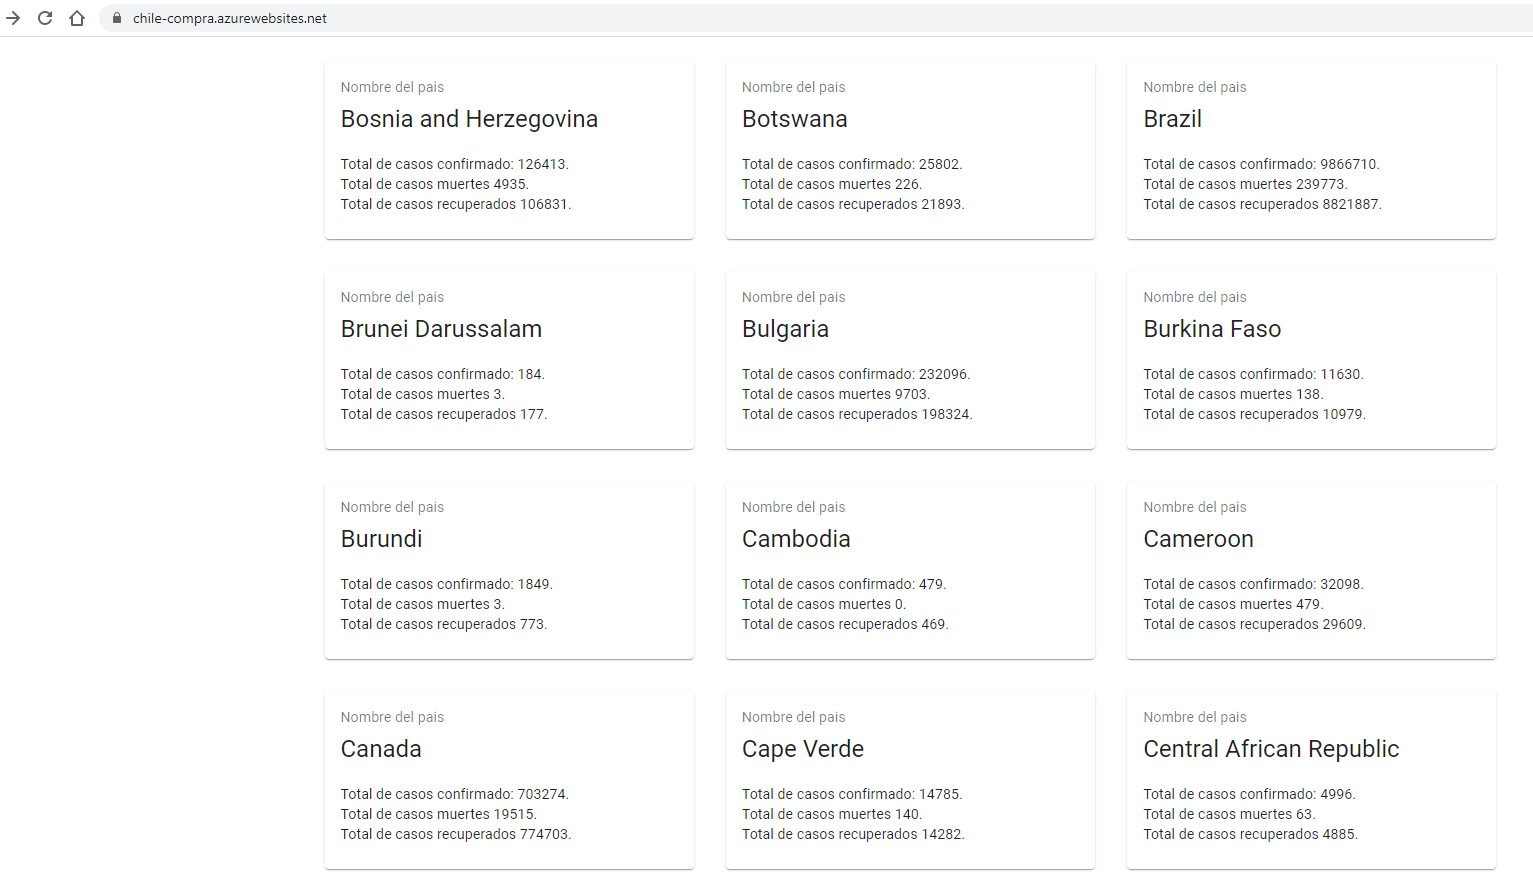 chile-compra.azurewebsites.net
Nombre del pais
Bosnia and Herzegovina
Total de casos confirmado: 126413.
Total de casos muertes 4935.
Total de casos recuperados 106831.
Nombre del pais
Botswana
Total de casos confirmado: 25802.
Total de casos muertes 226.
Total de casos recuperados 21893.
Nombre del pais
Brazil
Total de casos confirmado: 9866710.
Total de casos muertes 239773.
Total de casos recuperados 8821887.
Nombre del pais
Brunei Darussalam
Total de casos confirmado: 184.
Total de casos muertes 3.
Total de casos recuperados 177.
Nombre del pais
Bulgaria
Total de casos confirmado: 232096.
Total de casos muertes 9703.
Total de casos recuperados 198324.
Nombre del pais
Burkina Faso
Total de casos confirmado: 11630.
Total de casos muertes 138.
Total de casos recuperados 10979.
Nombre del pais
Burundi
Total de casos confirmado: 1849.
Total de casos muertes 3.
Total de casos recuperados 773.
Nombre del pais
Cambodia
Total de casos confirmado: 479.
Total de casos muertes 0.
Total de casos recuperados 469.
Nombre del pais
Cameroon
Total de casos confirmado: 32098.
Total de casos muertes 479.
Total de casos recuperados 29609.
Nombre del pais
Canada
Total de casos confirmado: 703274.
Total de casos muertes 19515.
Total de casos recuperados 774703.
Nombre del pais
Cape Verde
Total de casos confirmado: 14785.
Total de casos muertes 140.
Total de casos recuperados 14282.
Nombre del pais
Central African Republic
Total de casos confirmado: 4996.
Total de casos muertes 63.
Total de casos recuperados 4885.